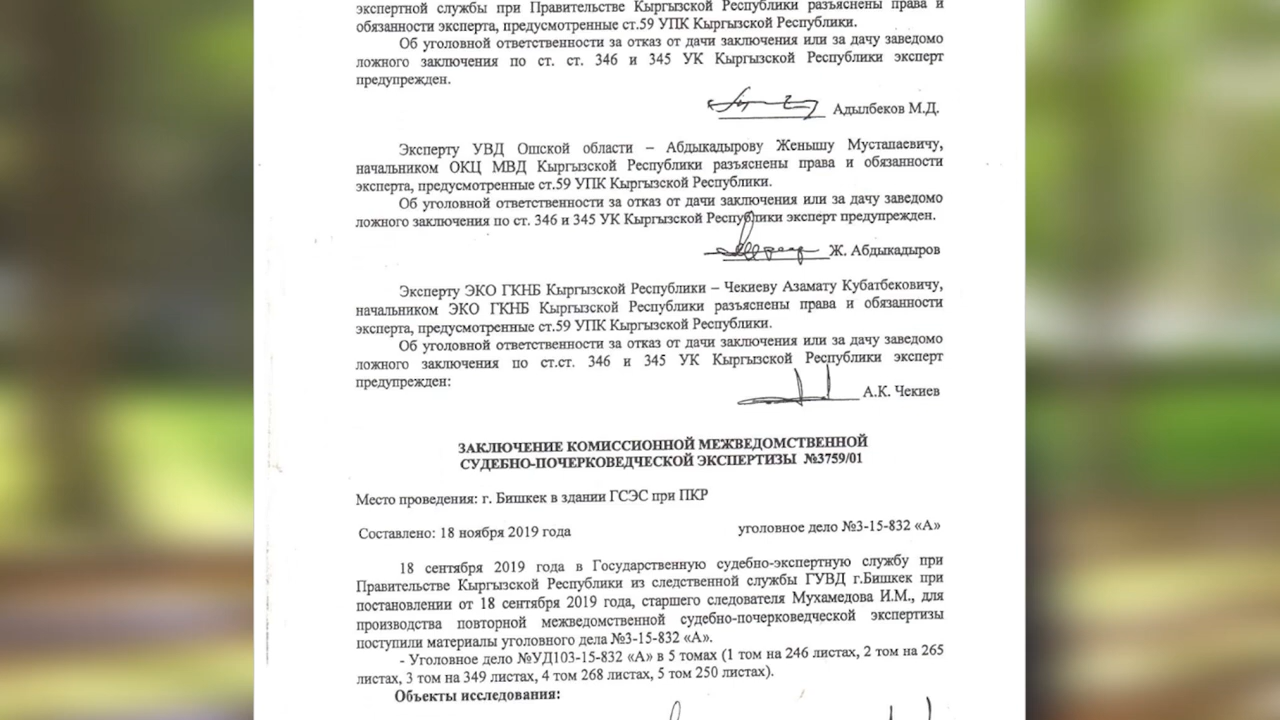 экспертной службы при Правительстве Кыргызской Республики разъяснены права и
обязанности эксперта, предусмотренные ст.59 УПК Кыргызской Республики.
Об уголовной ответственности за отказ от дачи заключения или за дачу заведомо
ложного заключения по ст. ст. 346 и 345 УК Кыргызской Республики эксперт
предупрежден.
Адылбеков М.Д.
Эксперту УВД Ошской области – Абдыкадырову Женышу Мустапаевичу,
начальником ОКЦ МВД Кыргызской Республики разъяснены права и обязанности
эксперта, предусмотренные ст.59 УПК Кыргызской Республики.
Об уголовной ответственности за отказ от дачи заключения или за дачу заведомо
ложного заключения по ст. 346 и 345 УК Кыргызской Республики эксперт предупрежден.
Ж. Абдыкадыров
Эксперту ЭКО ГКНБ Кыргызской Республики – Чекиеву Азамату Кубатбековичу,
начальником ЭКО ГКНБ Кыргызской Республики разъяснены права и обязанности
эксперта, предусмотренные ст.59 УПК Кыргызской Республики.
Об уголовной ответственности за отказ от дачи заключения или за дачу заведомо
ложного заключения по ст.ст. 346 и 345 УК Кыргызской Республики эксперт
предупрежден:
А.К. Чекиев
ЗАКЛЮЧЕНИЕ КОМИССИОННОЙ МЕЖВЕДОМСТВЕННОЙ
СУДЕБНО-ПОЧЕРКОВЕДЧЕСКОЙ ЭКСПЕРТИЗЫ №3759/01
Место проведения: г. Бишкек в здании ГСЭС при ПКР
Составлено: 18 ноября 2019 года уголовное дело №3-15-832 «А»
18 сентября 2019 года в Государственную судебно-экспертную службу при
Правительстве Кыргызской Республики из следственной службы ГУВД г.Бишкек при
постановлении от 18 сентября 2019 года, старшего следователя Мухамедова И.М., для
производства повторной межведомственной судебно-почерковедческой экспертизы
поступили материалы уголовного дела №3-15-832 «А».
- Уголовное дело №УД103-15-832 «А» в 5 томах (1 том на 246 листах, 2 том на 265
листах, 3 том на 349 листах, 4 том 268 листах, 5 том 250 листах).
Объекты исследования: